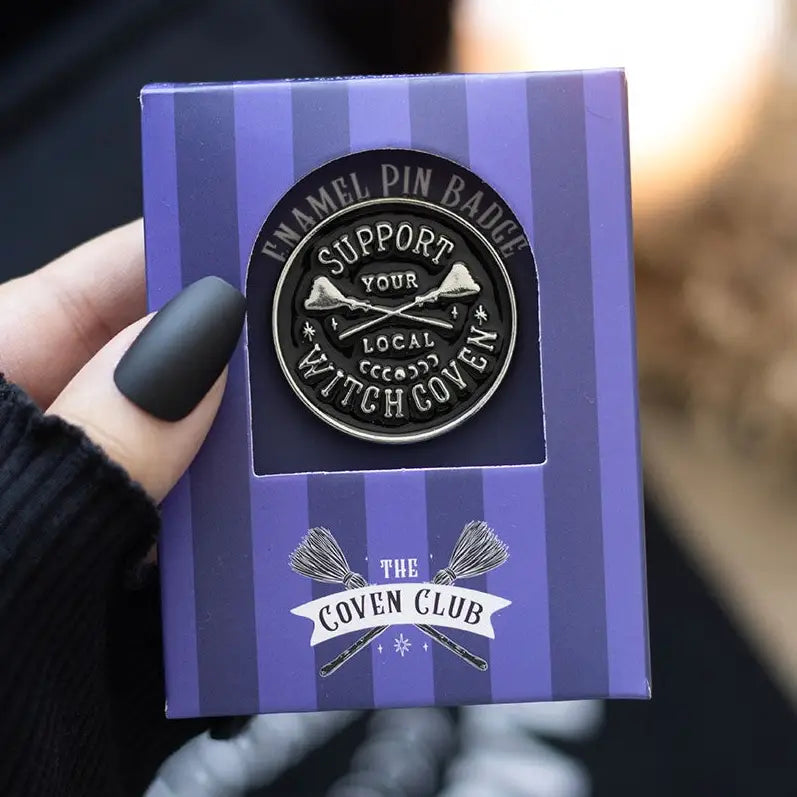 ENAMEL PIN BADGE
SUPPORT
YOUR
LOCAL
WITCH COVEN
THE
COVEN CLUB